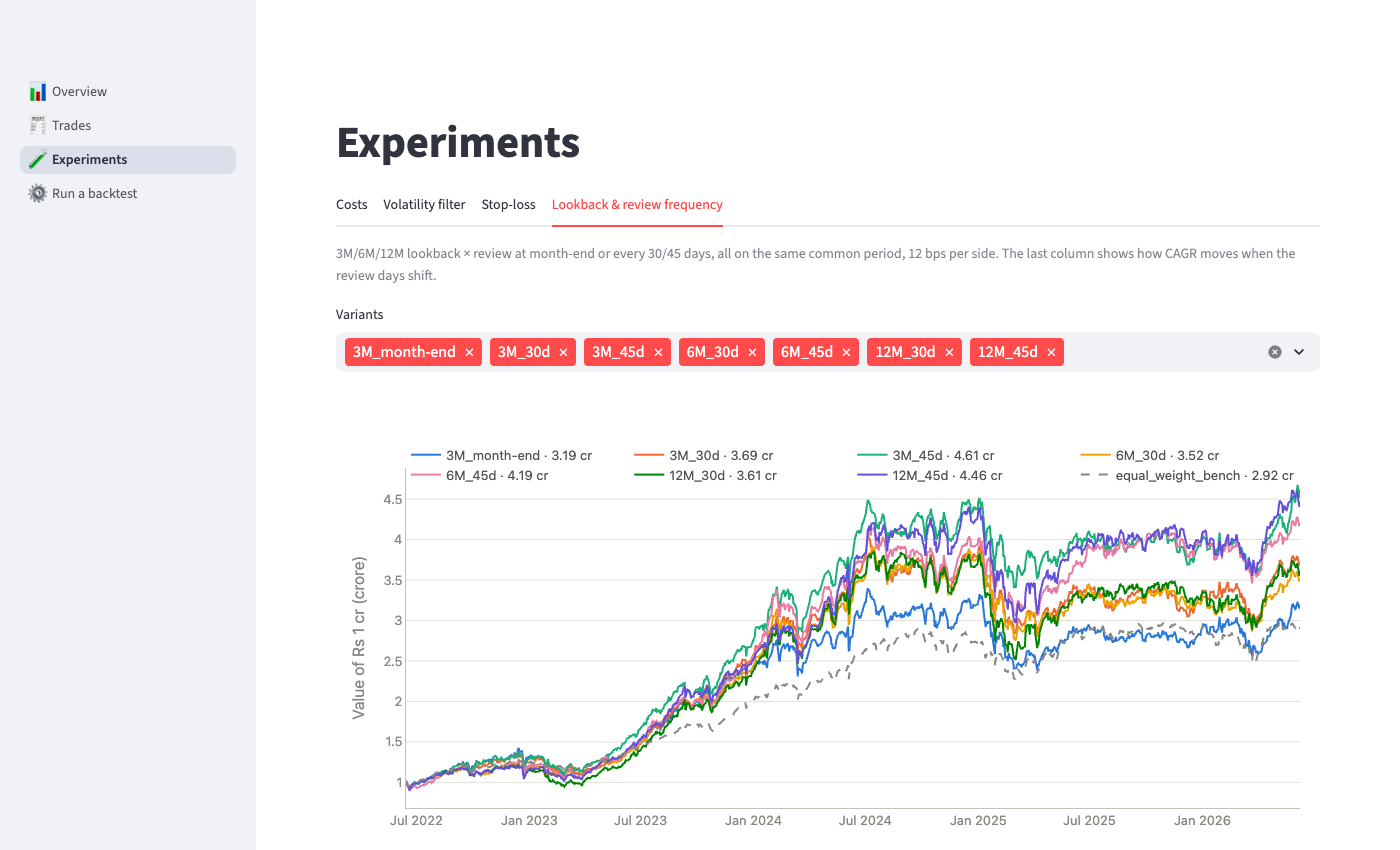 Overview
Trades
Experiments
Run a backtest
Experiments
Costs Volatility filter Stop-loss Lookback & review frequency
3M/6M/12M lookback × review at month-end or every 30/45 days, all on the same common period, 12 bps per side. The last column shows how CAGR moves when the
review days shift.
Variants
3M_month-end × 3M_30d × 3M_45d × 6M_30d × 6M_45d × 12M_30d × 12M_45d ×
3M_month-end · 3.19 cr 3M_30d · 3.69 cr 3M_45d · 4.61 cr 6M_30d · 3.52 cr
6M_45d · 4.19 cr 12M_30d · 3.61 cr 12M_45d · 4.46 cr equal_weight_bench · 2.92 cr
Value of Rs 1 cr (crore)
4.5
4
3.5
3
2.5
2
1.5
1
Jul 2022 Jan 2023 Jul 2023 Jan 2024 Jul 2024 Jan 2025 Jul 2025 Jan 2026